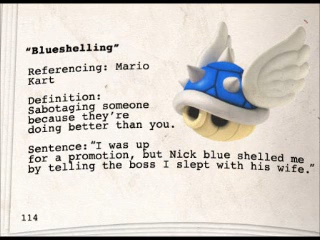 "Blueshelling"
Referencing: Mario
Kart
Definition:
Sabotaging someone
because they're
doing better than you.
Sentence:"I was up
for a promotion, but Nick blue shelled me
by telling the boss I slept with his wife."
114